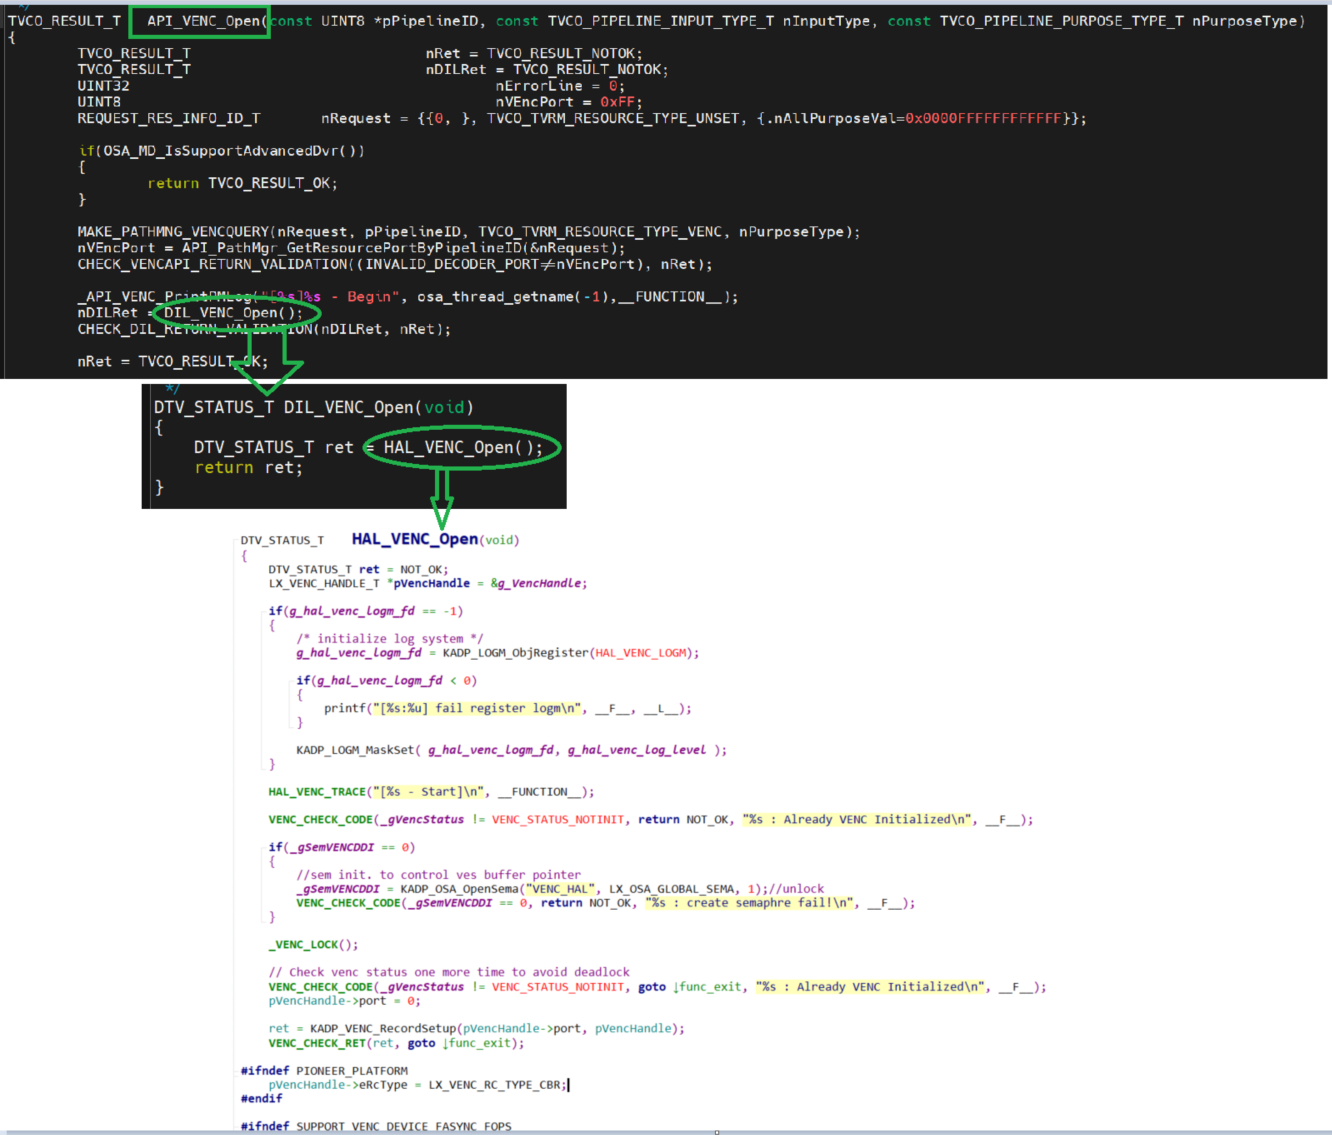 */
TVCO_RESULT_T API_VENC_Open(const UINT8 *pPipelineID, const TVCO_PIPELINE_INPUT_TYPE_T nInputType, const TVCO_PIPELINE_PURPOSE_TYPE_T nPurposeType)
{
TVCO_RESULT_T nRet = TVCO_RESULT_NOTOK;
TVCO_RESULT_T nDILRet = TVCO_RESULT_NOTOK;
UINT32 nErrorLine = 0;
UINT8 nVEncPort = 0xFF;
REQUEST_RES_INFO_ID_T nRequest = {{0, }, TVCO_TVRM_RESOURCE_TYPE_UNSET, {.nAllPurposeVal=0x0000FFFFFFFFFFFF}};
if(OSA_MD_IsSupportAdvancedDvr())
{
return TVCO_RESULT_OK;
}
MAKE_PATHMNG_VENCQUERY(nRequest, pPipelineID, TVCO_TVRM_RESOURCE_TYPE_VENC, nPurposeType);
nVEncPort = API_PathMgr_GetResourcePortByPipelineID(&nRequest);
CHECK_VENCAPI_RETURN_VALIDATION((INVALID_DECODER_PORT≠nVEncPort), nRet);
_API_VENC_PrintPMLog("[%s]%s - Begin", osa_thread_getname(-1),__FUNCTION__);
nDILRet = DIL_VENC_Open();
CHECK_DIL_RETURN_VALIDATION(nDILRet, nRet);
nRet = TVCO_RESULT_OK;
*/
DTV_STATUS_T DIL_VENC_Open(void)
{
DTV_STATUS_T ret = HAL_VENC_Open();
return ret;
}
DTV_STATUS_T HAL_VENC_Open(void)
{
DTV_STATUS_T ret = NOT_OK;
LX_VENC_HANDLE_T *pVencHandle = &g_VencHandle;
if(g_hal_venc_logm_fd == -1)
{
/* initialize log system */
g_hal_venc_logm_fd = KADP_LOGM_ObjRegister(HAL_VENC_LOGM);
if(g_hal_venc_logm_fd < 0)
{
printf("[%s:%u] fail register logm\n", __F__, __L__);
}
KADP_LOGM_MaskSet( g_hal_venc_logm_fd, g_hal_venc_log_level );
}
HAL_VENC_TRACE("[%s - Start]\n", __FUNCTION__);
VENC_CHECK_CODE(_gVencStatus != VENC_STATUS_NOTINIT, return NOT_OK, "%s : Already VENC Initialized\n", __F__);
if(_gSemVENCDDI == 0)
{
//sem init. to control ves buffer pointer
_gSemVENCDDI = KADP_OSA_OpenSema("VENC_HAL", LX_OSA_GLOBAL_SEMA, 1);//unlock
VENC_CHECK_CODE(_gSemVENCDDI == 0, return NOT_OK, "%s : create semaphre fail!\n", __F__);
}
_VENC_LOCK();
// Check venc status one more time to avoid deadlock
VENC_CHECK_CODE(_gVencStatus != VENC_STATUS_NOTINIT, goto ↓func_exit, "%s : Already VENC Initialized\n", __F__);
pVencHandle->port = 0;
ret = KADP_VENC_RecordSetup(pVencHandle->port, pVencHandle);
VENC_CHECK_RET(ret, goto ↓func_exit);
#ifndef PIONEER_PLATFORM
pVencHandle->eRcType = LX_VENC_RC_TYPE_CBR;
#endif
#ifndef SUPPORT_VENC_DEVICE_FASYNC_FOPS